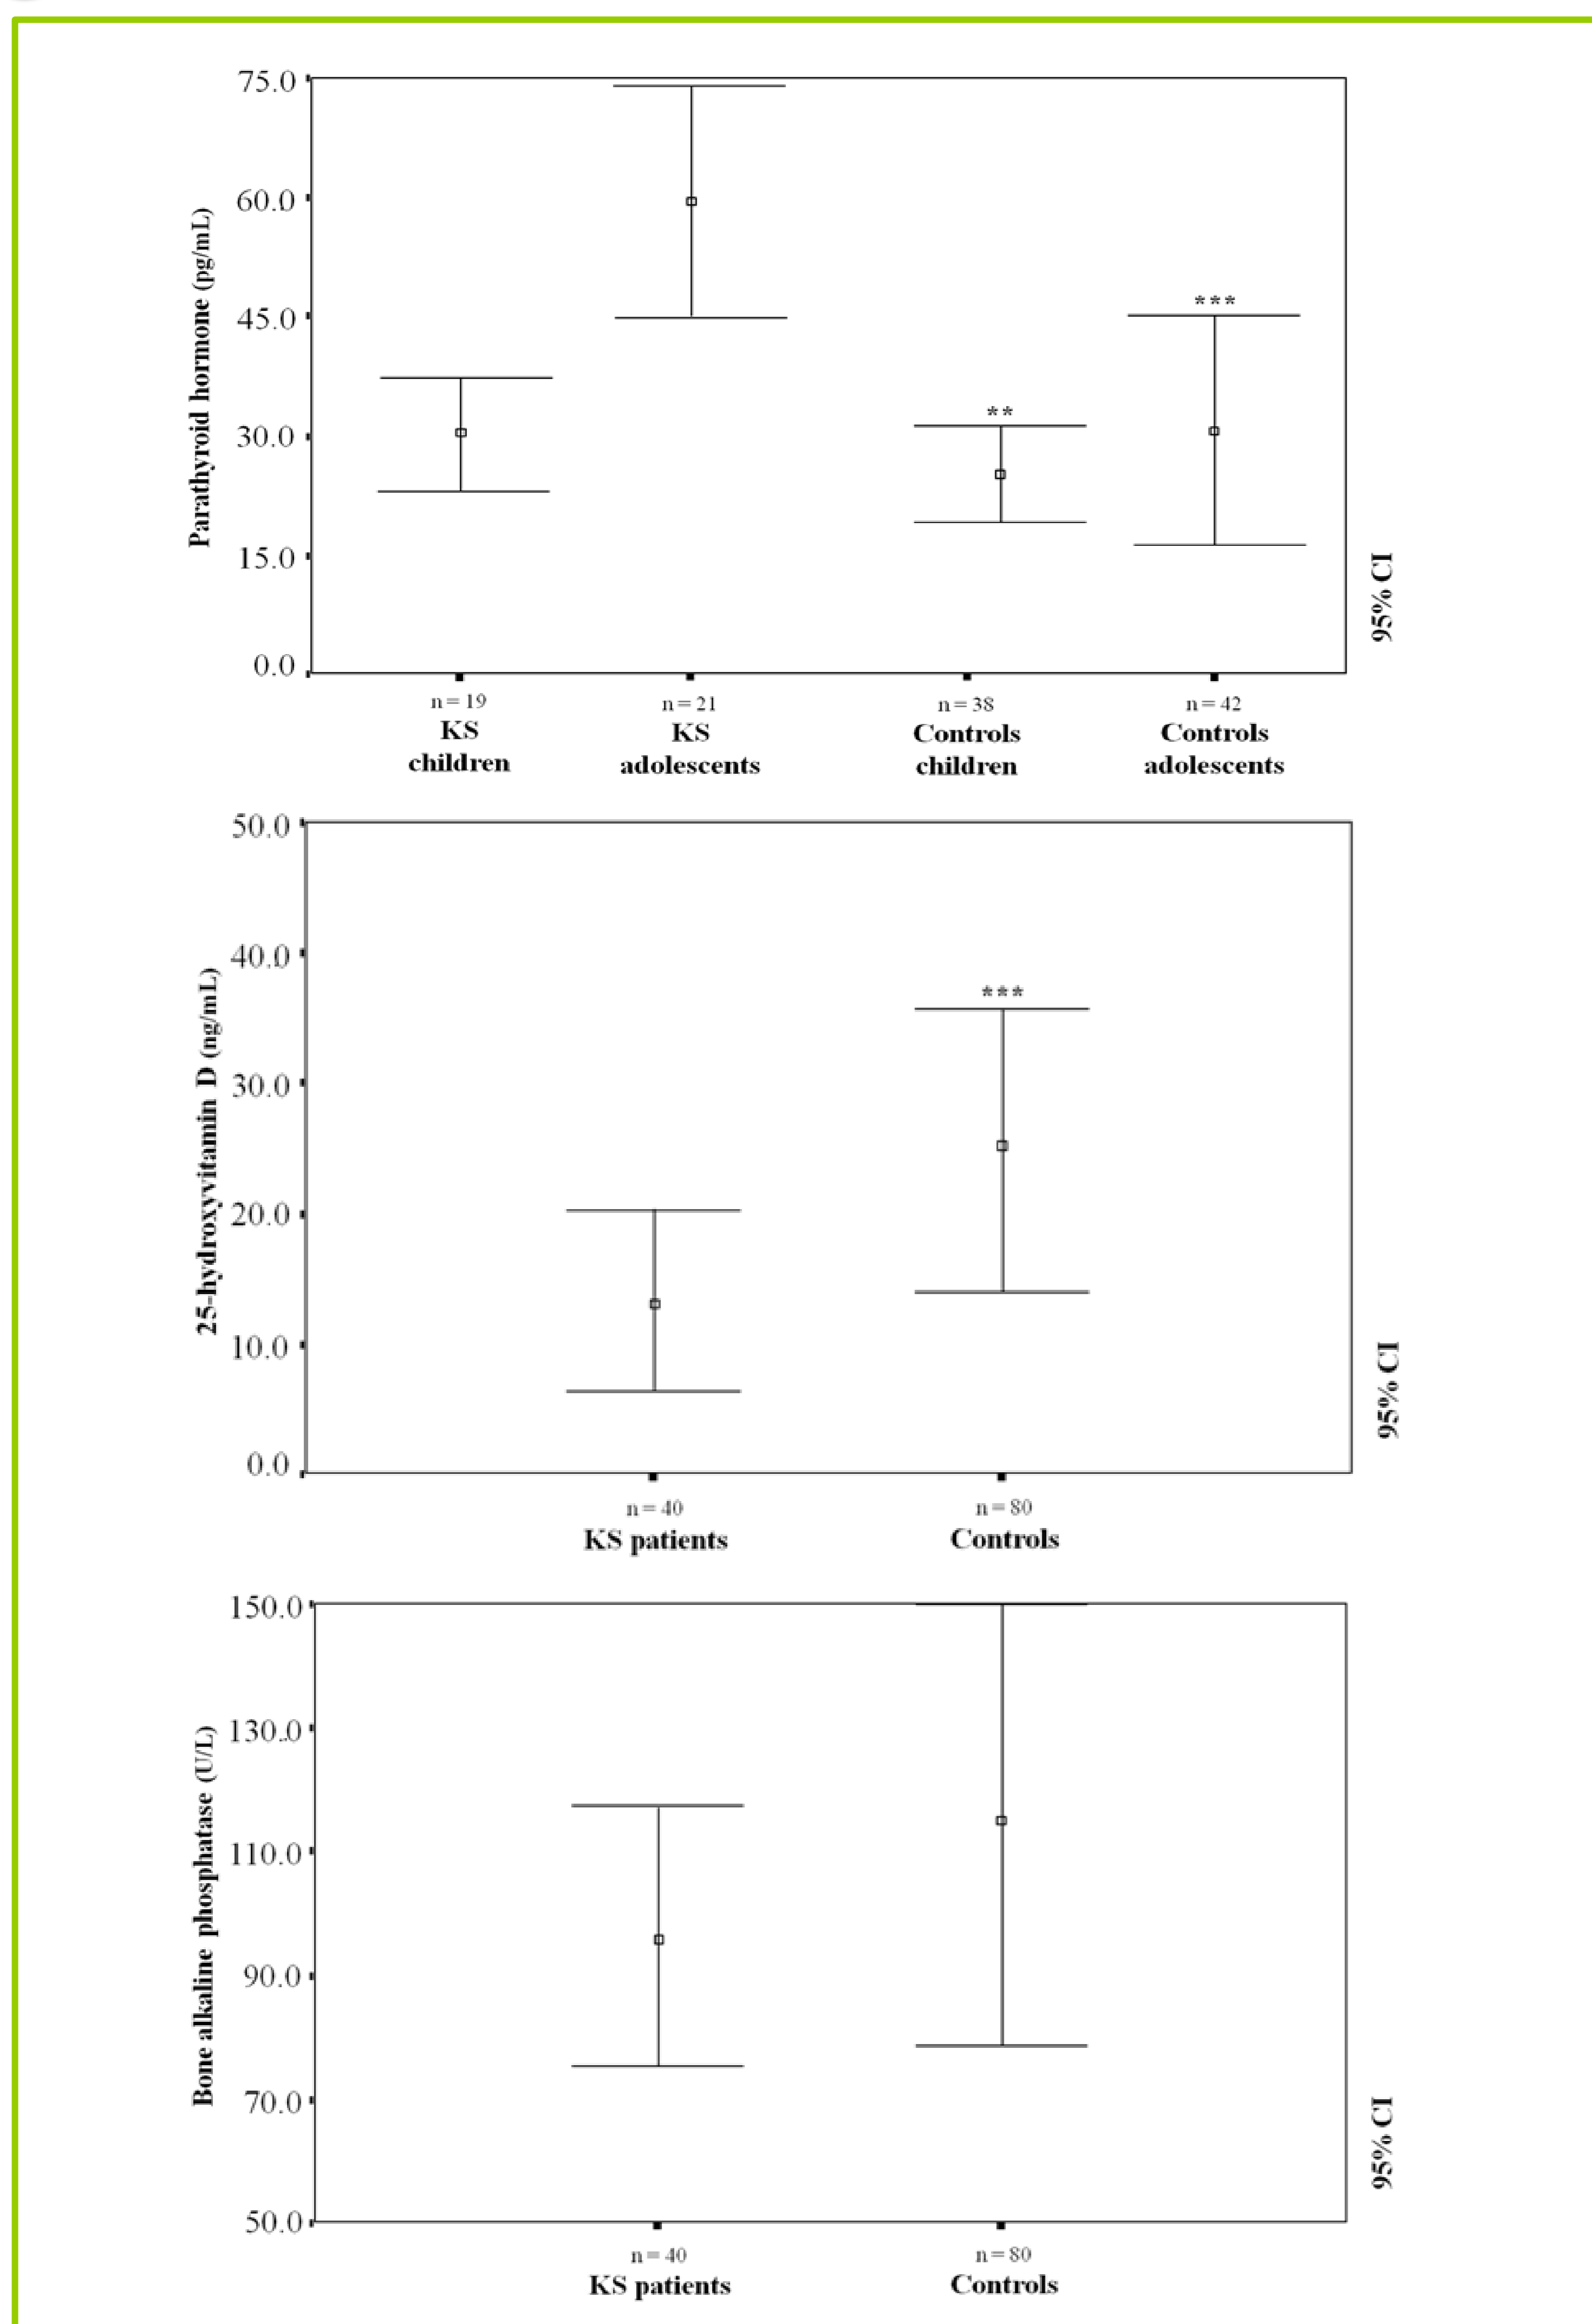 75.0
60.0
45.0
30.0
15.0
0.0
Parathyroid hormone (pg/mL)
**
***
95% CI
n = 19
KS
children
n = 21
KS
adolescents
n = 38
Controls
children
n = 42
Controls
adolescents
50.0
40.0
30.0
20.0
10.0
0.0
25-hydroxyvitamin D (ng/mL)
***
95% CI
n = 40
KS patients
n = 80
Controls
150.0
130.0
110.0
90.0
70.0
50.0
Bone alkaline phosphatase (U/L)
95% CI
n = 40
KS patients
n = 80
Controls